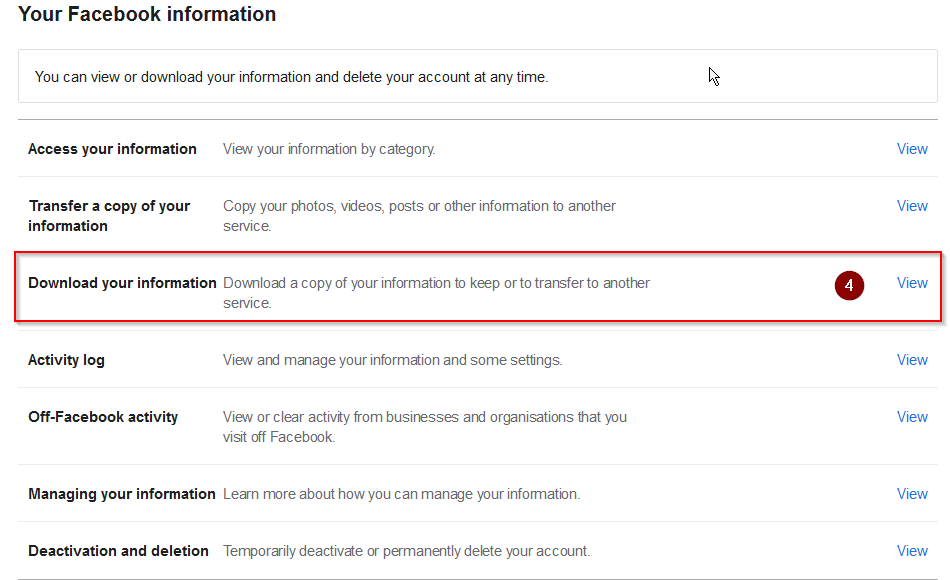 Your Facebook information
You can view or download your information and delete your account at any time.
Access your information View your information by category. View
Transfer a copy of your Copy your photos, videos, posts or other information to another View
information service.
Download your information Download a copy of your information to keep or to transfer to another 4 View
service.
Activity log View and manage your information and some settings. View
Off-Facebook activity View or clear activity from businesses and organisations that you View
visit off Facebook.
Managing your information Learn more about how you can manage your information. View
Deactivation and deletion Temporarily deactivate or permanently delete your account. View